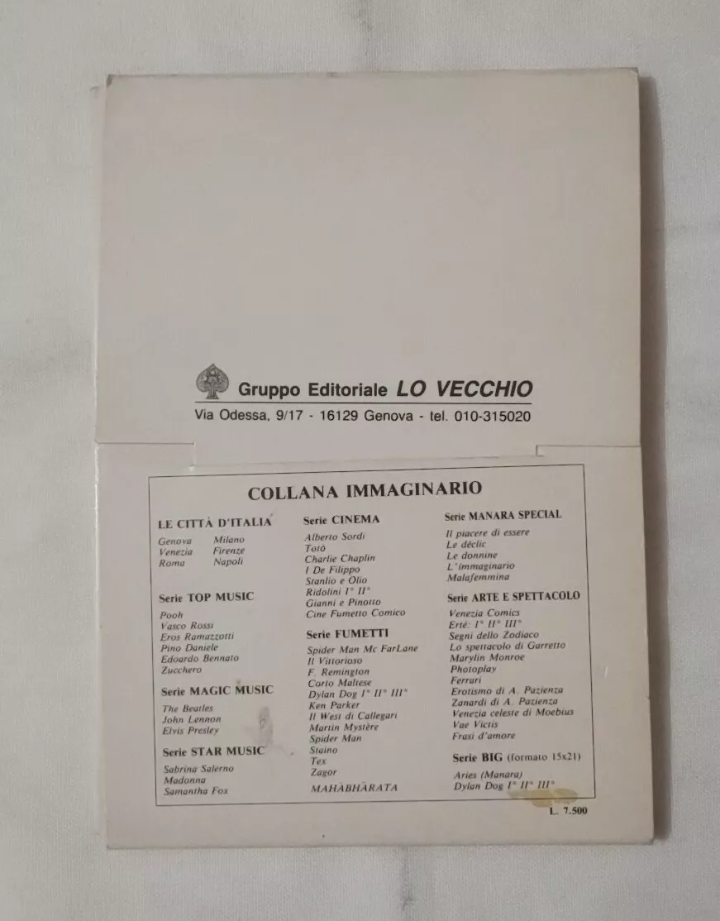 Gruppo Editoriale LO VECCHIO
Via Odessa, 9/17 - 16129 Genova - tel. 010-315020
COLLANA IMMAGINARIO
LE CITTÀ D'ITALIA
Genova Milano
Venezia Firenze
Roma Napoli
Serie TOP MUSIC
Pooh
Vasco Rossi
Eros Ramazzotti
Pino Daniele
Edoardo Bennato
Zucchero
Serie MAGIC MUSIC
The Beatles
John Lennon
Elvis Presley
Serie STAR MUSIC
Sabrina Salerno
Madonna
Samantha Fox
Serie CINEMA
Alberto Sordi
Totò
Charlie Chaplin
I De Filippo
Stanlio e Olio
Ridolini I° II°
Gianni e Pinotto
Cine Fumetto Comico
Serie FUMETTI
Spider Man Mc FarLane
Il Vittorioso
F. Remington
Corto Maltese
Dylan Dog I° II° III°
Ken Parker
Il West di Callegari
Martin Mystère
Spider Man
Staino
Tex
Zagor
MAHABHÀRATA
Serie MANARA SPECIAL
Il piacere di essere
Le déclic
Le donnine
L'immaginario
Malafemmina
Serie ARTE E SPETTACOLO
Venezia Comics
Erté: I° II° III°
Segni dello Zodiaco
Lo spettacolo di Garretto
Marylin Monroe
Photoplay
Ferrari
Erotismo di A. Pazienza
Zanardi di A. Pazienza
Venezia celeste di Moebius
Vae Victis
Frasi d'amore
Serie BIG (formato 15x21)
Aries (Manara)
Dylan Dog I° II° III°
L. 7.500